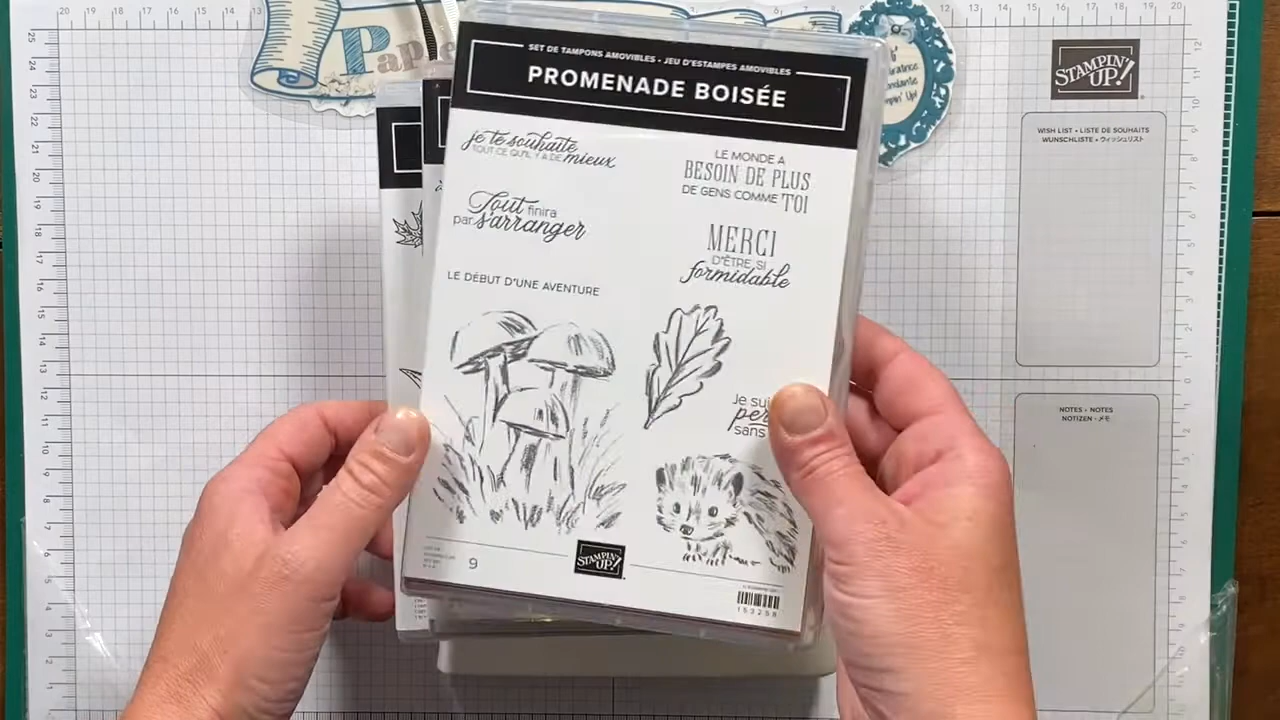 SET DE TAMPONS AMOVIBLES • JEU D'ESTAMPES AMOVIBLES
PROMENADE BOISÉE
je te souhaite
TOUT CE QU'IL Y A DE mieux
LE MONDE A
BESOIN DE PLUS
DE GENS COMME TOI
Tout finira
par s'arranger
MERCI
D'ÊTRE SI
formidable
LE DÉBUT D'UNE AVENTURE
Je
sans
9
STAMPIN' UP!
153258
Pap
STAMPIN' UP!
WISH LIST • LISTE DE SOUHAITS
WUNSCHLISTE • ウィッシュリスト
NOTES • NOTES
NOTIZEN • メモ